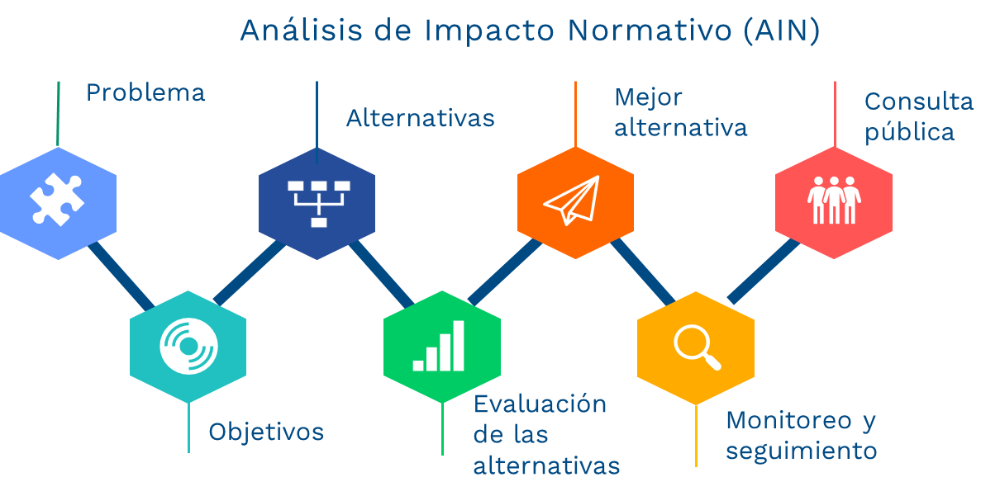 Análisis de Impacto Normativo (AIN)
Problema
Objetivos
Alternativas
Evaluación
de las
alternativas
Mejor
alternativa
Monitoreo y
seguimiento
Consulta
pública